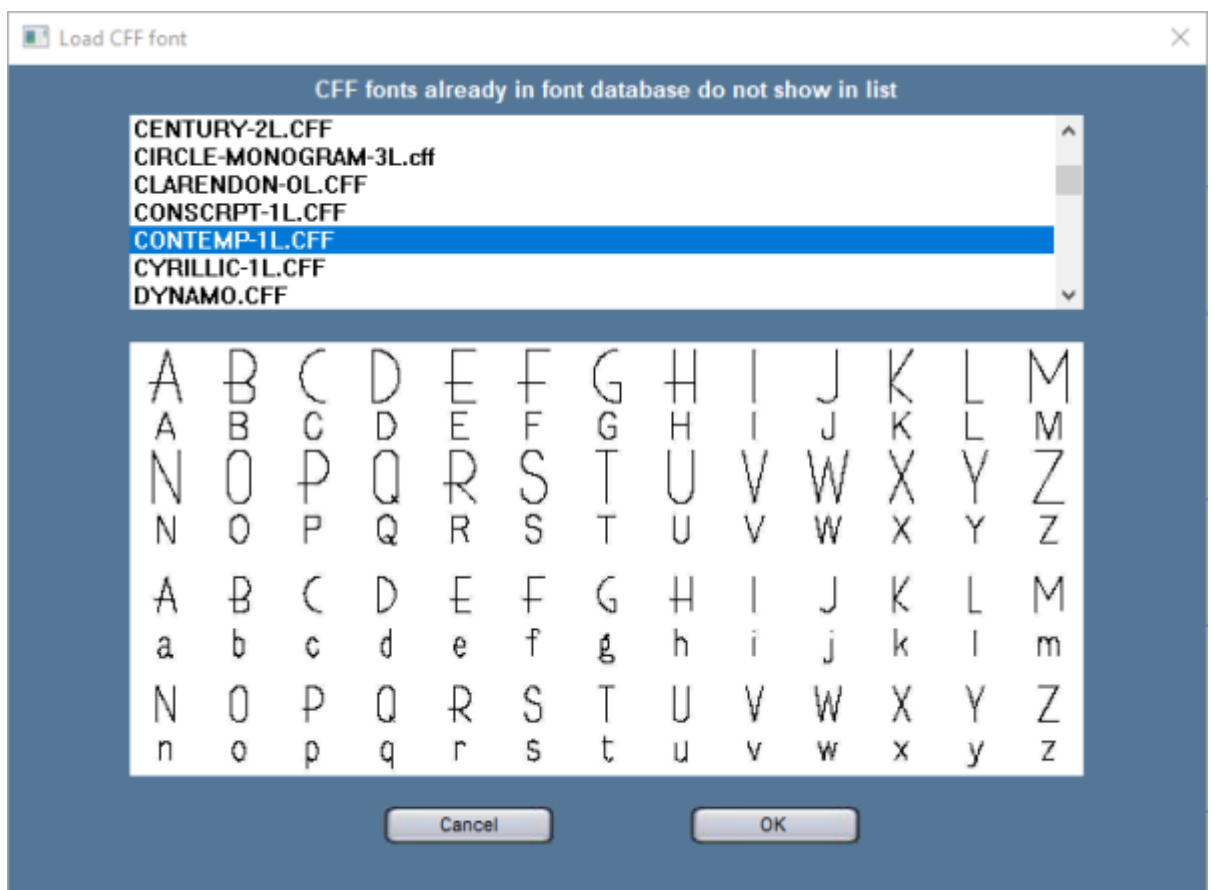 Load CFF font
CFF fonts already in font database do not show in list
CENTURY-2L.CFF
CIRCLE-MONOGRAM-3L.cff
CLARENDON-OL.CFF
CONSCRPT-1L.CFF
CONTEMP-1L.CFF
CYRILLIC-1L.CFF
DYNAMO.CFF
A B C D E F G H I J K L M
A B C D E F G H I J K L M
N O P Q R S T U V W X Y Z
N O P Q R S T U V W X Y Z
A B C D E F G H I J K L M
a b c d e f g h i j k l m
N O P Q R S T U V W X Y Z
n o p q r s t u v w x y z
Cancel OK